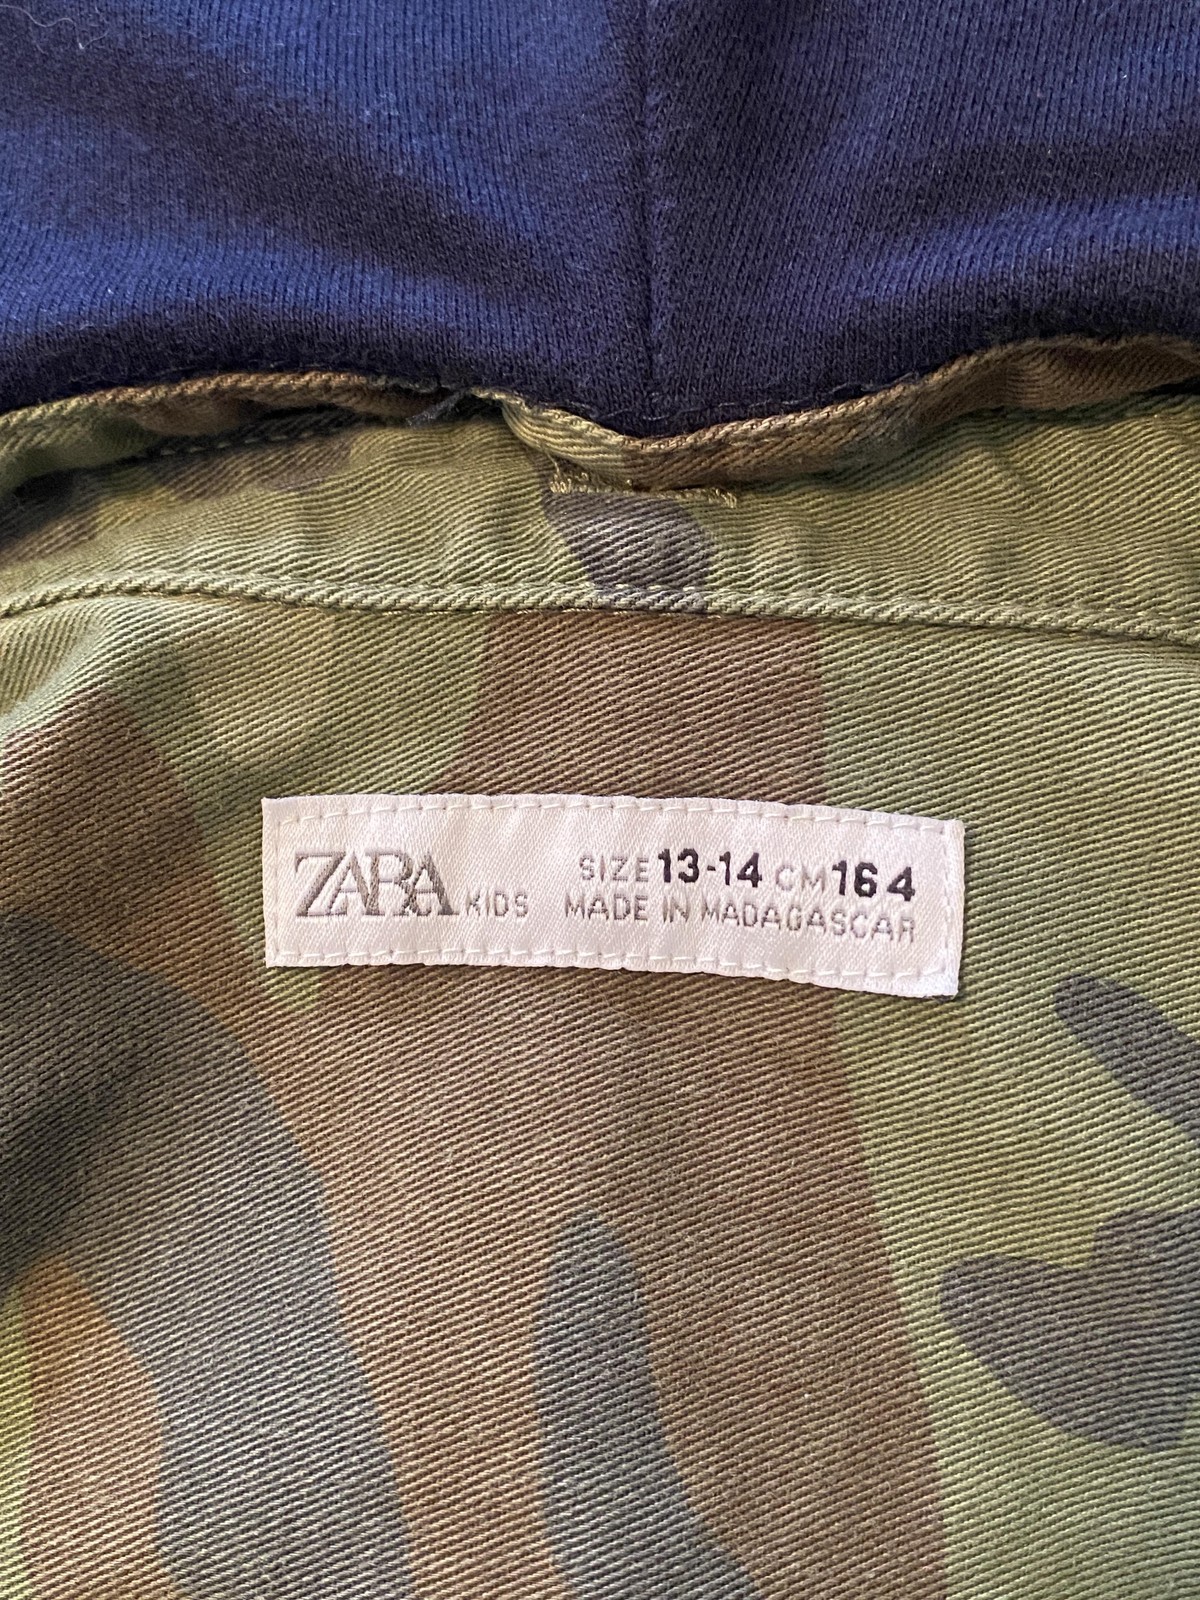 ZARA KIDS
SIZE 13-14 CM 164
MADE IN MADAGASCAR